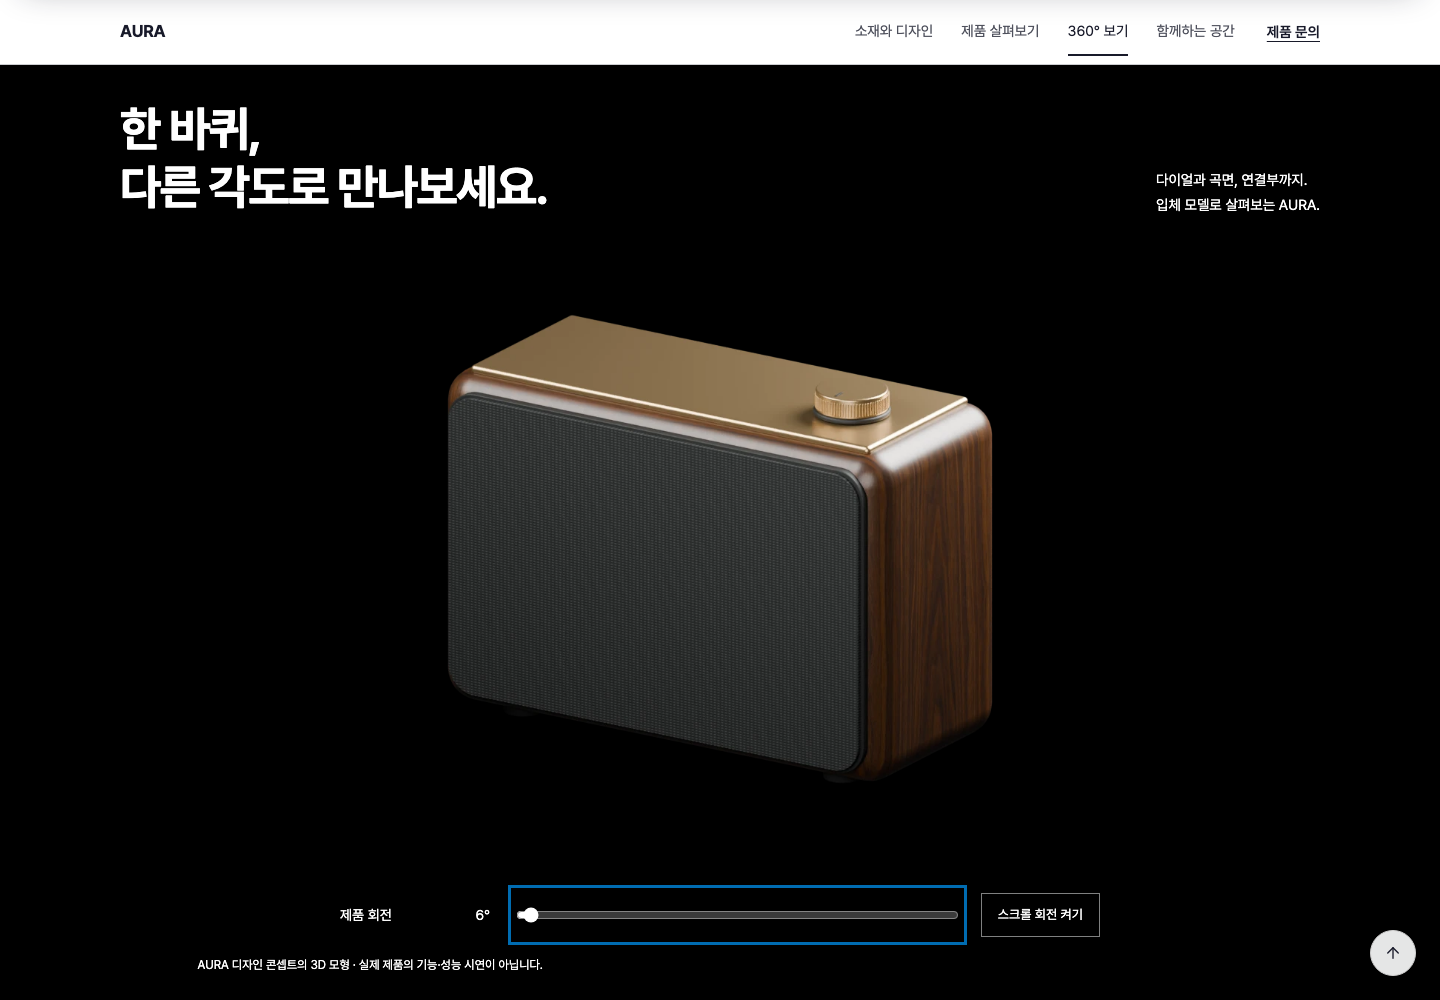 AURA
소재와 디자인
제품 살펴보기
360° 보기
함께하는 공간
제품 문의
한 바퀴,
다른 각도로 만나보세요.
다이얼과 곡면, 연결부까지.
입체 모델로 살펴보는 AURA.
제품 회전
6°
스크롤 회전 켜기
AURA 디자인 콘셉트의 3D 모형 · 실제 제품의 기능·성능 시연이 아닙니다.